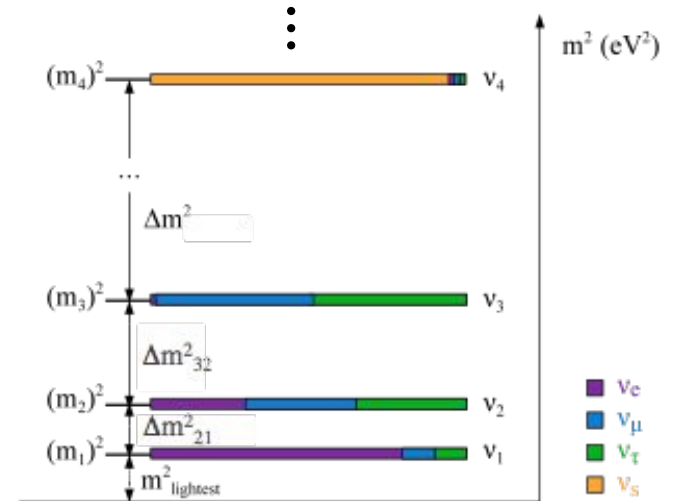 m² (eV²)
(m₄)² ν₄
...
Δm²
(m₃)² ν₃
Δm²₃₂
(m₂)² ν₂
Δm²₂₁
(m₁)² ν₁
m²lightest
νe
νμ
ντ
νs